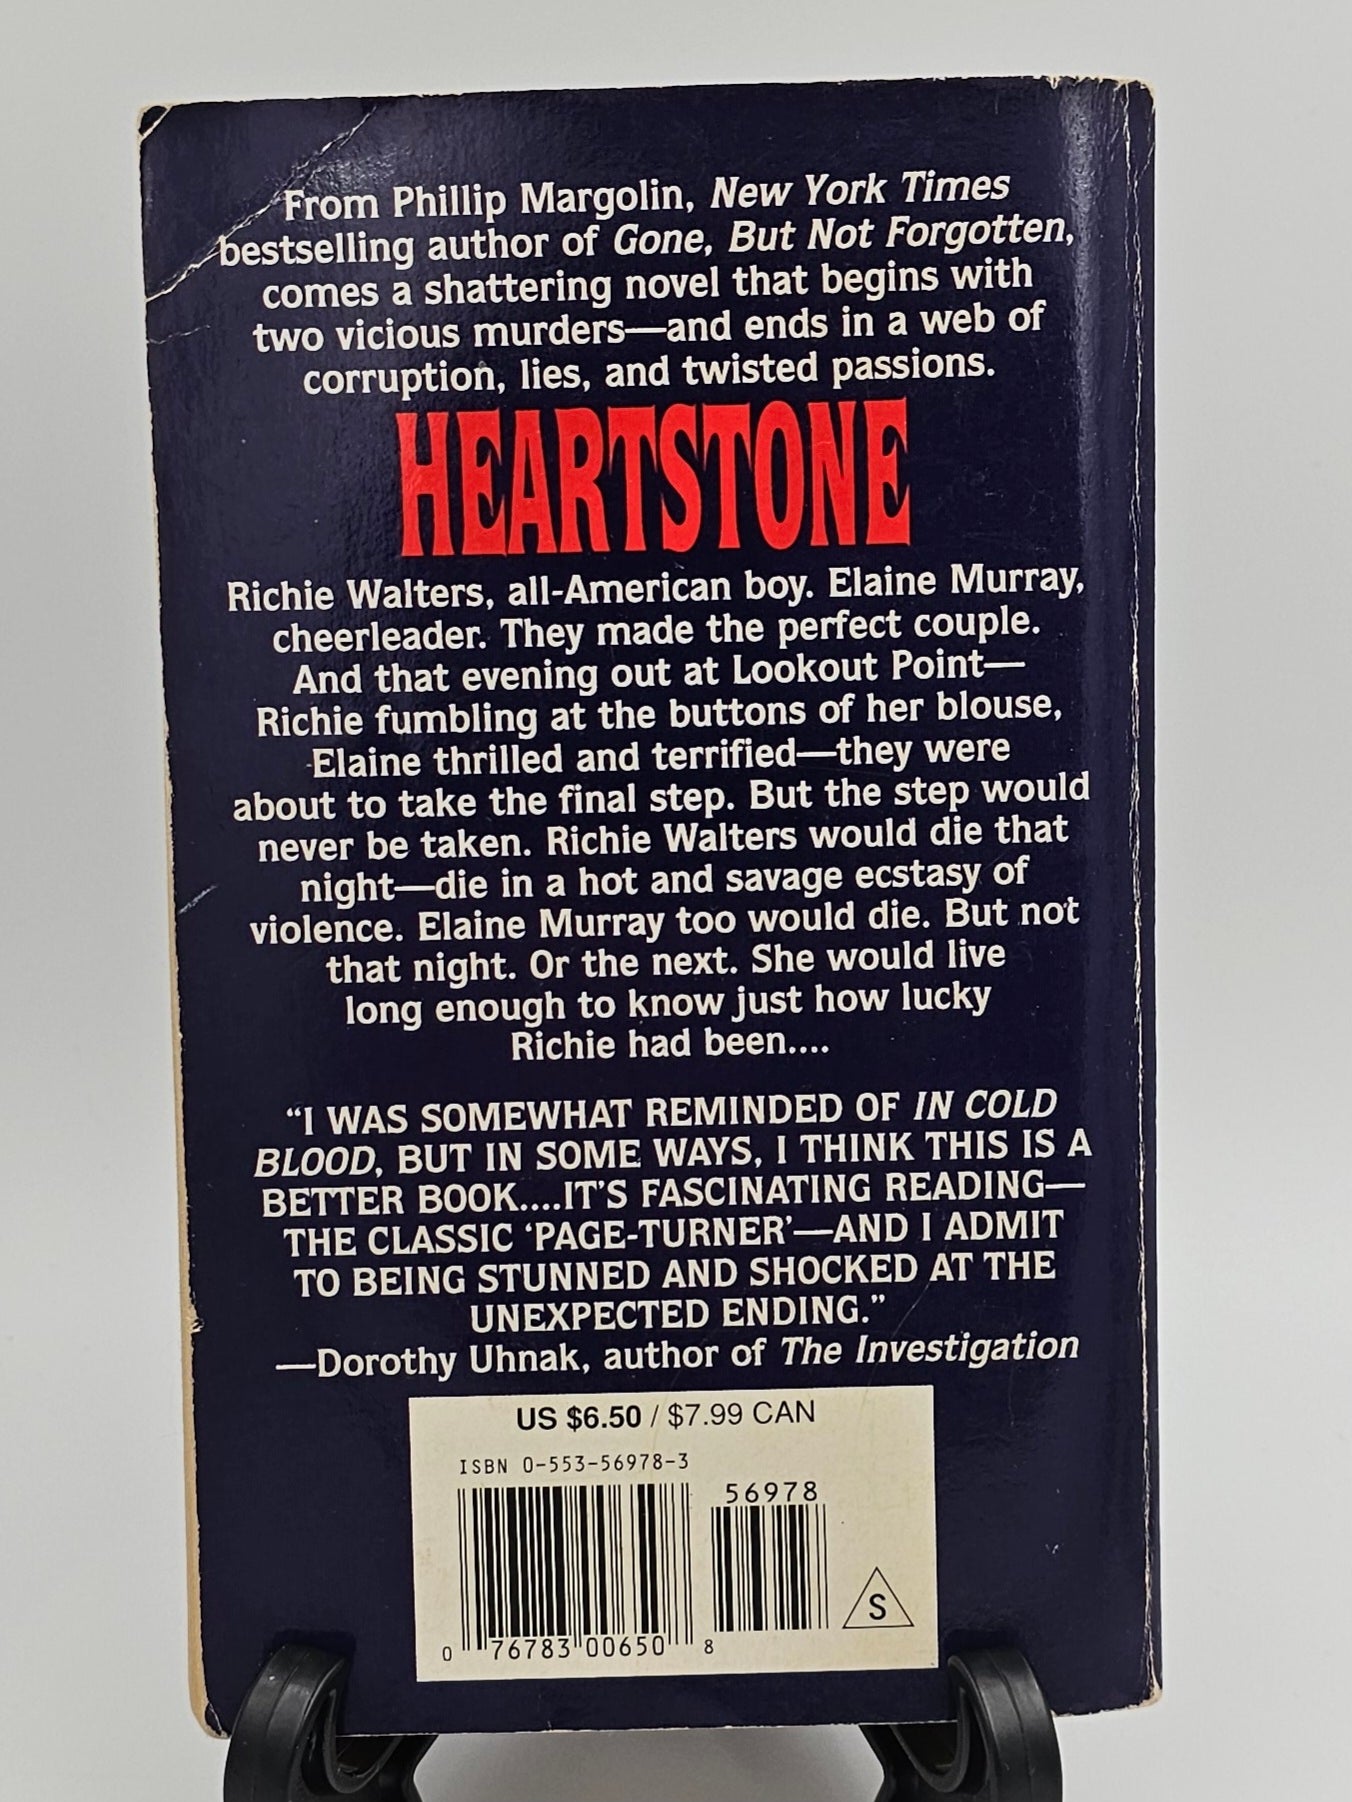 From Phillip Margolin, New York Times
bestselling author of Gone, But Not Forgotten,
comes a shattering novel that begins with
two vicious murders—and ends in a web of
corruption, lies, and twisted passions.
HEARTSTONE
Richie Walters, all-American boy. Elaine Murray,
cheerleader. They made the perfect couple.
And that evening out at Lookout Point—
Richie fumbling at the buttons of her blouse,
Elaine thrilled and terrified—they were
about to take the final step. But the step would
never be taken. Richie Walters would die that
night—die in a hot and savage ecstasy of
violence. Elaine Murray too would die. But not
that night. Or the next. She would live
long enough to know just how lucky
Richie had been....
“I WAS SOMEWHAT REMINDED OF IN COLD
BLOOD, BUT IN SOME WAYS, I THINK THIS IS A
BETTER BOOK....IT'S FASCINATING READING—
THE CLASSIC ‘PAGE-TURNER’—AND I ADMIT
TO BEING STUNNED AND SHOCKED AT THE
UNEXPECTED ENDING.”
—Dorothy Uhnak, author of The Investigation
US $6.50 / $7.99 CAN
ISBN 0-553-56978-3
56978
S
0 76783 00650 8